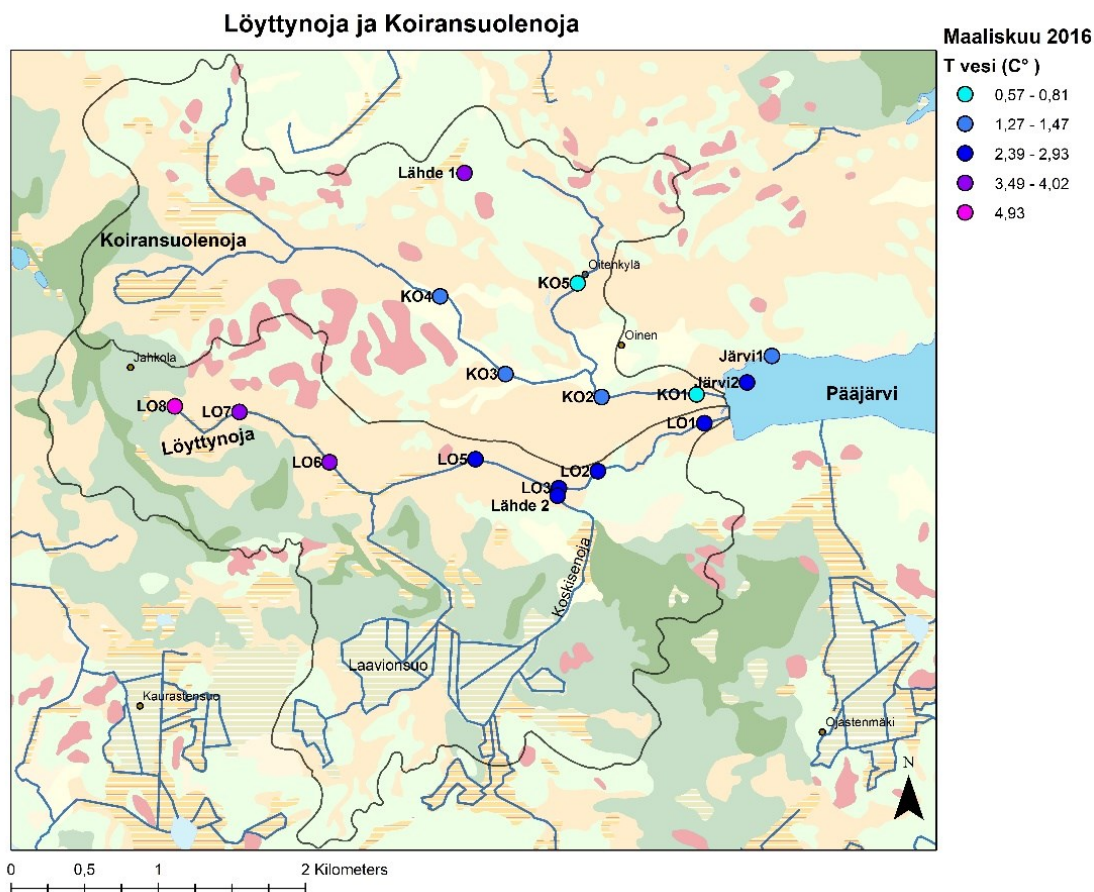 Löyttynoja ja Koiransuolenoja
Maaliskuu 2016
T vesi (C° )
0,57 - 0,81
1,27 - 1,47
2,39 - 2,93
3,49 - 4,02
4,93
Lähde 1
Koiransuolenoja
Oitenkylä
KO5
KO4
Oinen
Järvi1
Jahkola
KO3
Järvi2
KO2
KO1
Pääjärvi
LO8
LO7
LO1
Löyttynoja
LO6
LO5
LO2
LO3
Lähde 2
Koskisenoja
Laavionsuo
Kaurastensuo
Ojastenmäki
N
0 0,5 1 2 Kilometers